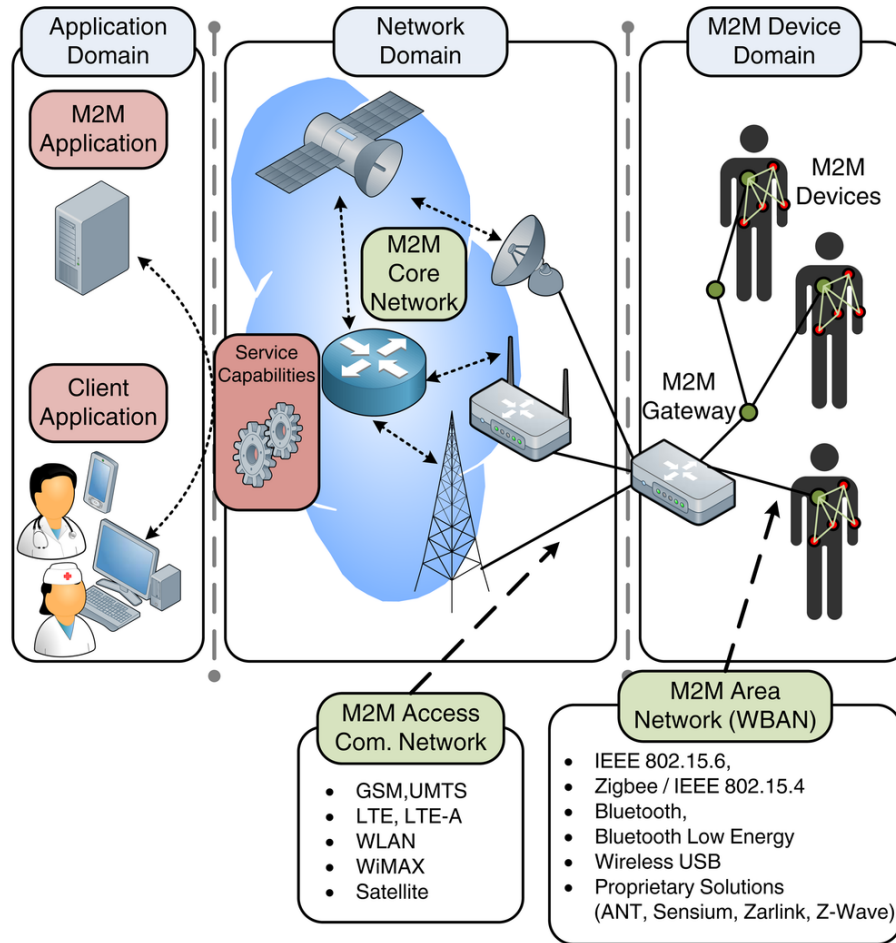 Application
Domain
Network
Domain
M2M Device
Domain
M2M
Application
Client
Application
M2M
Core
Network
Service
Capabilities
M2M
Devices
M2M
Gateway
M2M Access
Com. Network
• GSM,UMTS
• LTE, LTE-A
• WLAN
• WiMAX
• Satellite
M2M Area
Network (WBAN)
• IEEE 802.15.6,
• Zigbee / IEEE 802.15.4
• Bluetooth,
• Bluetooth Low Energy
• Wireless USB
• Proprietary Solutions
(ANT, Sensium, Zarlink, Z-Wave)